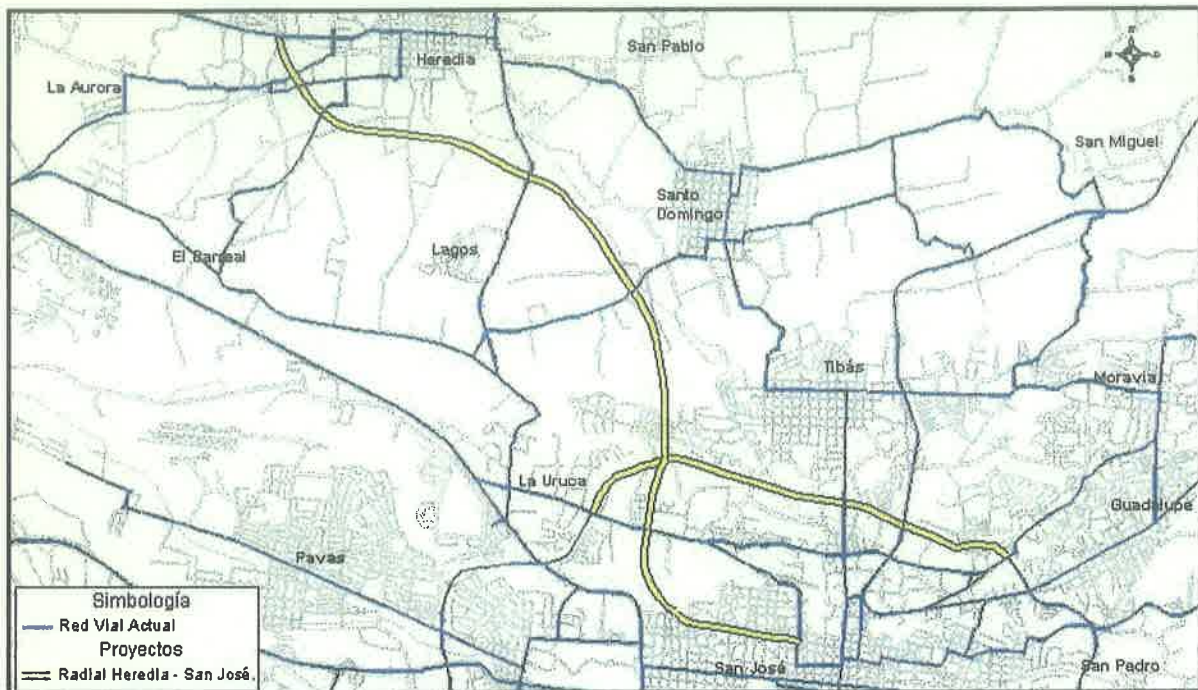 San Pablo
Heredia
La Aurora
San Miguel
Santo
Domingo
El Barreal
Lagos
Tibás
Moravia
La Uruca
Guadalupe
Pavas
San José
San Pedro
Simbología
Red Vial Actual
Proyectos
Radial Heredia - San José.